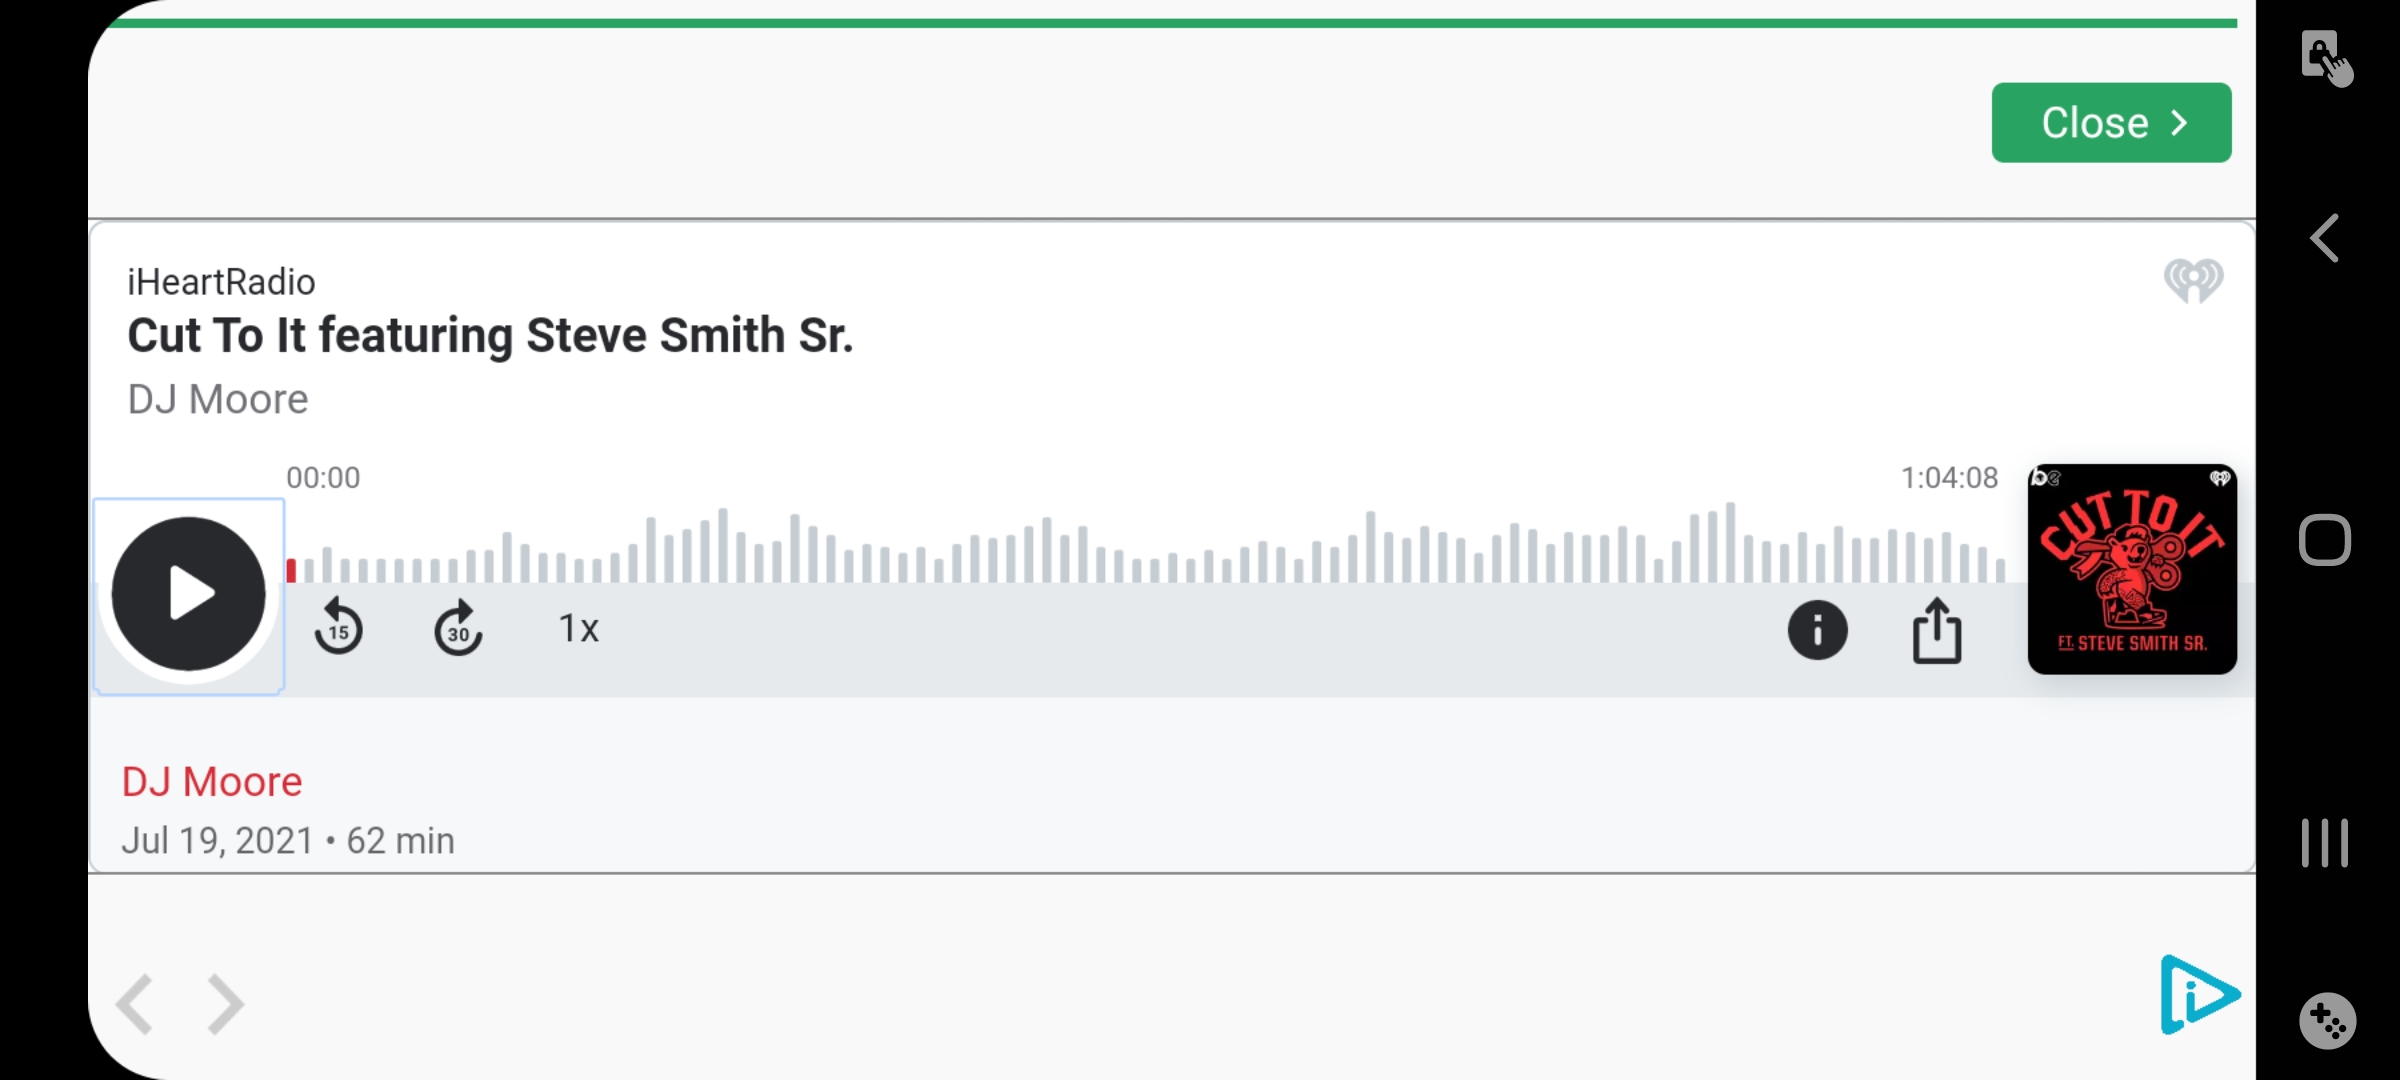 Close
iHeartRadio
Cut To It featuring Steve Smith Sr.
DJ Moore
00:00
1:04:08
be
CUT TO IT
FT. STEVE SMITH SR.
15
30
1x
DJ Moore
Jul 19, 2021 • 62 min